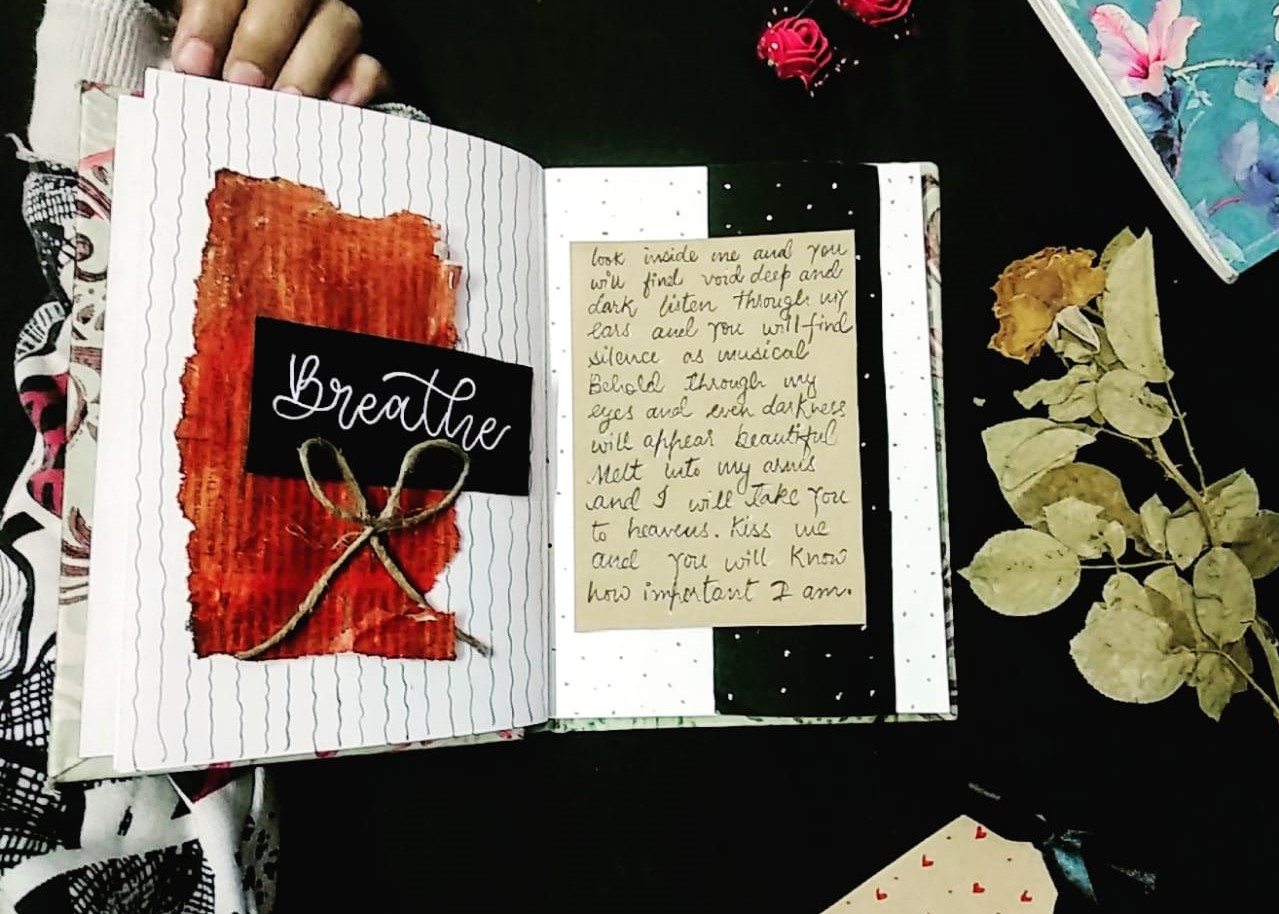 Breathe
look inside me and you
will find void deep and
dark listen through my
ears and you will find
silence as musical
Behold through my
eyes and even darkness
will appear beautiful
Melt into my arms
and I will take you
to heavens. Kiss me
and you will know
how important I am.